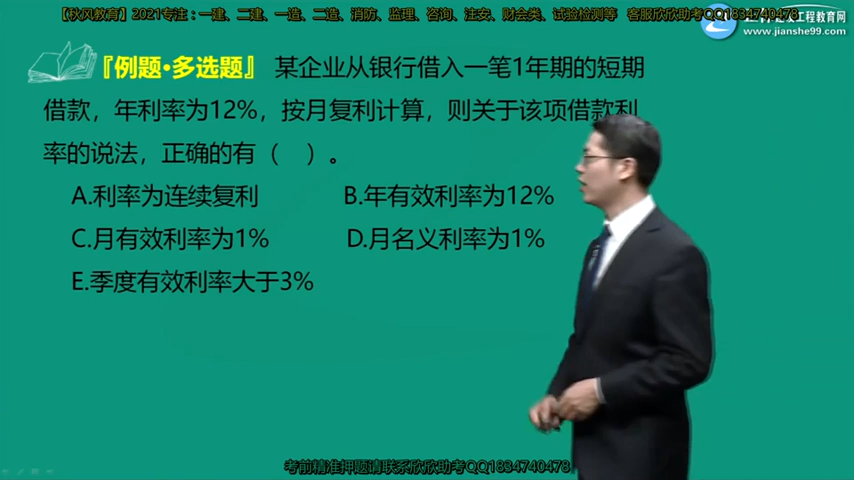 【秋风教育】2021专注：一建、二建、一造、二造、消防、监理、咨询、注安、财会类、试验检测等 客服欣欣助考QQ1834740478
工程教育网
www.jianshe99.com
『例题·多选题』 某企业从银行借入一笔1年期的短期
借款，年利率为12%，按月复利计算，则关于该项借款利
率的说法，正确的有（ ）。
A.利率为连续复利 B.年有效利率为12%
C.月有效利率为1% D.月名义利率为1%
E.季度有效利率大于3%
考前精准押题请联系欣欣助考QQ1834740478